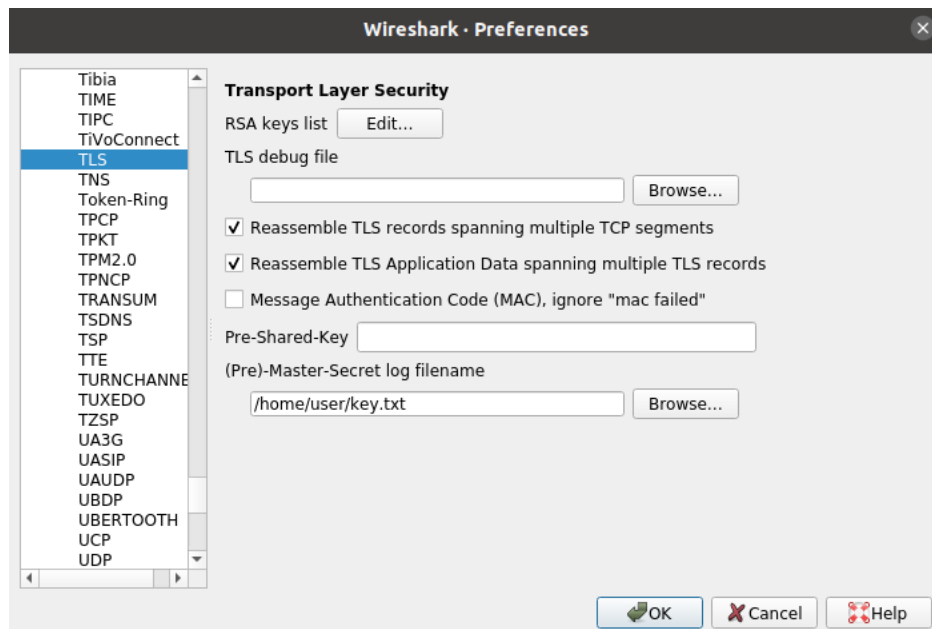 Wireshark · Preferences
Tibia
TIME
TIPC
TiVoConnect
TLS
TNS
Token-Ring
TPCP
TPKT
TPM2.0
TPNCP
TRANSUM
TSDNS
TSP
TTE
TURNCHANNE
TUXEDO
TZSP
UA3G
UASIP
UAUDP
UBDP
UBERTOOTH
UCP
UDP
Transport Layer Security
RSA keys list Edit...
TLS debug file
Browse...
Reassemble TLS records spanning multiple TCP segments
Reassemble TLS Application Data spanning multiple TLS records
Message Authentication Code (MAC), ignore "mac failed"
Pre-Shared-Key
(Pre)-Master-Secret log filename
/home/user/key.txt Browse...
OK Cancel Help